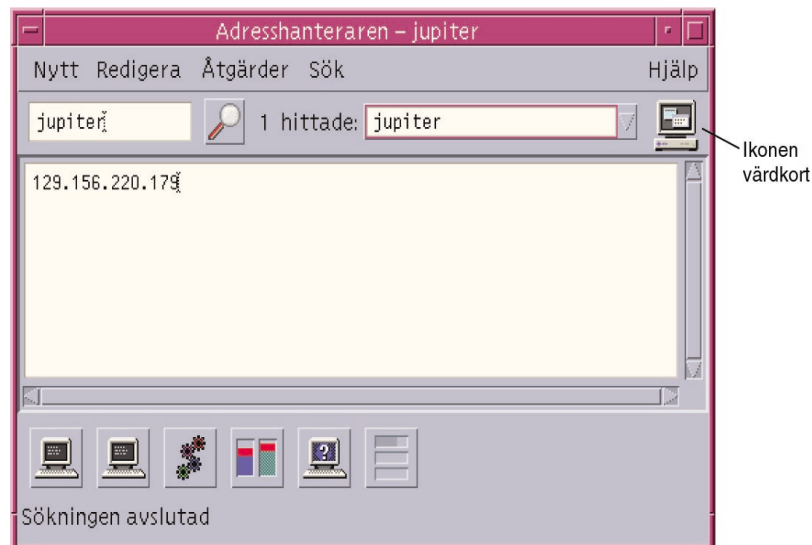 Adresshanteraren – jupiter
Nytt Redigera Åtgärder Sök Hjälp
jupiter 1 hittade: jupiter
Ikonen
värdkort
129.156.220.179
?
Sökningen avslutad